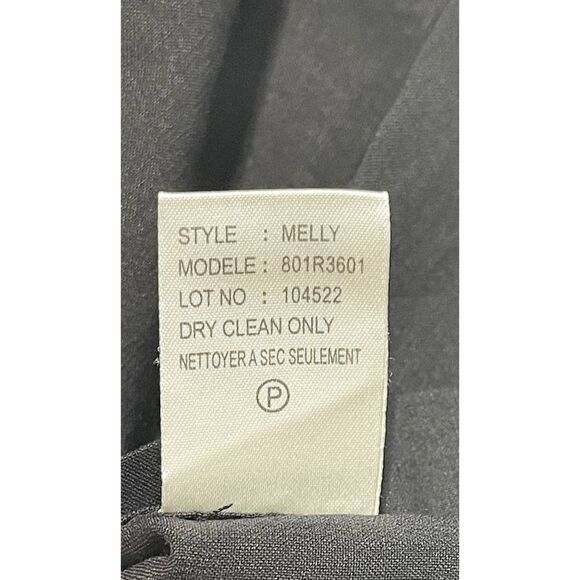 STYLE : MELLY
MODELE : 801R3601
LOT NO : 104522
DRY CLEAN ONLY
NETTOYER A SEC SEULEMENT
P